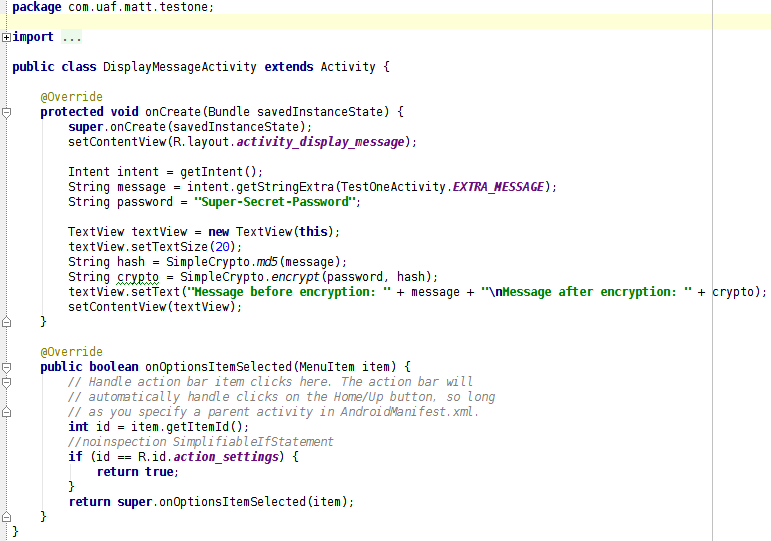 package com.uaf.matt.testone;
import ...
public class DisplayMessageActivity extends Activity {
@Override
protected void onCreate(Bundle savedInstanceState) {
super.onCreate(savedInstanceState);
setContentView(R.layout.activity_display_message);
Intent intent = getIntent();
String message = intent.getStringExtra(TestOneActivity.EXTRA_MESSAGE);
String password = "Super-Secret-Password";
TextView textView = new TextView(this);
textView.setTextSize(20);
String hash = SimpleCrypto.md5(message);
String crypto = SimpleCrypto.encrypt(password, hash);
textView.setText("Message before encryption: " + message + "\nMessage after encryption: " + crypto);
setContentView(textView);
}
@Override
public boolean onOptionsItemSelected(MenuItem item) {
// Handle action bar item clicks here. The action bar will
// automatically handle clicks on the Home/Up button, so long
// as you specify a parent activity in AndroidManifest.xml.
int id = item.getItemId();
//noinspection SimplifiableIfStatement
if (id == R.id.action_settings) {
return true;
}
return super.onOptionsItemSelected(item);
}
}